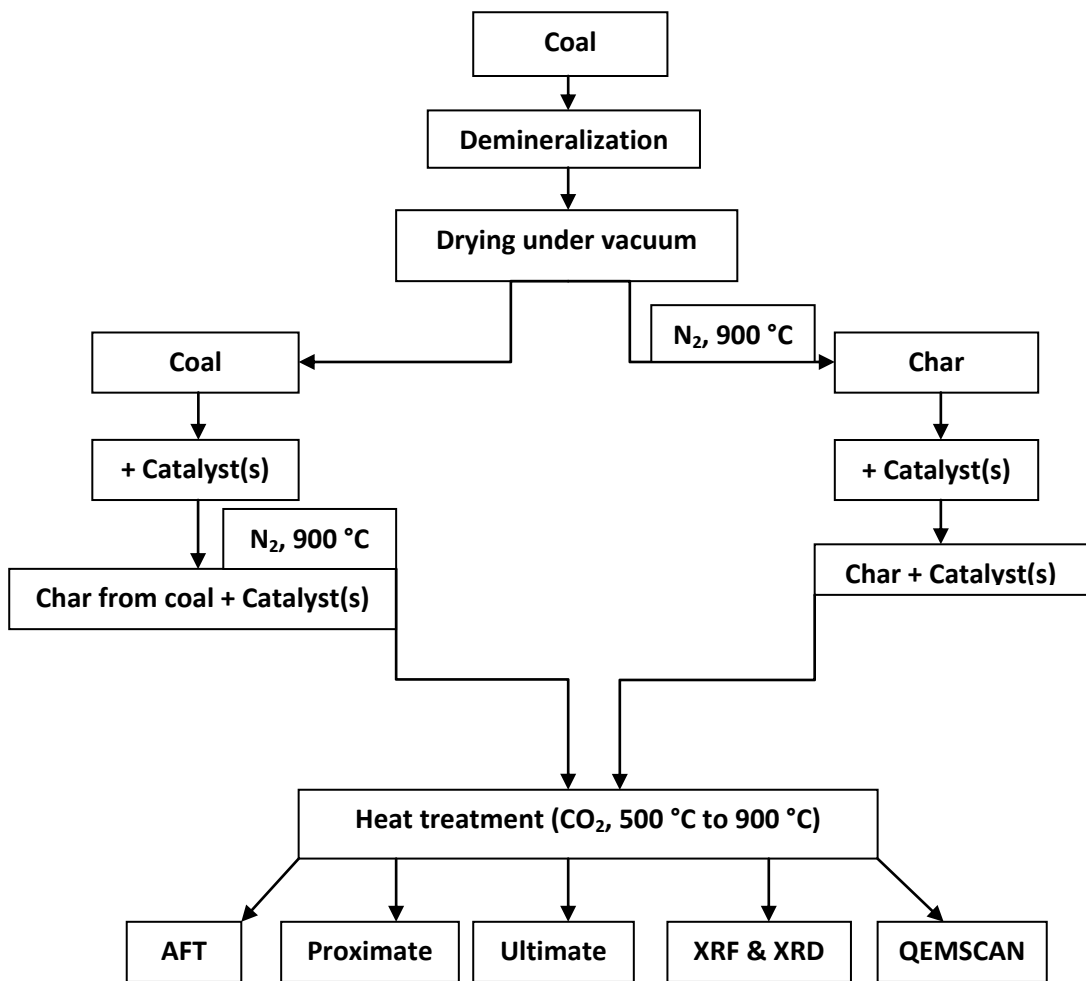 Coal
Demineralization
Drying under vacuum
N₂, 900 °C
Coal
Char
+ Catalyst(s)
+ Catalyst(s)
N₂, 900 °C
Char from coal + Catalyst(s)
Char + Catalyst(s)
Heat treatment (CO₂, 500 °C to 900 °C)
AFT
Proximate
Ultimate
XRF & XRD
QEMSCAN